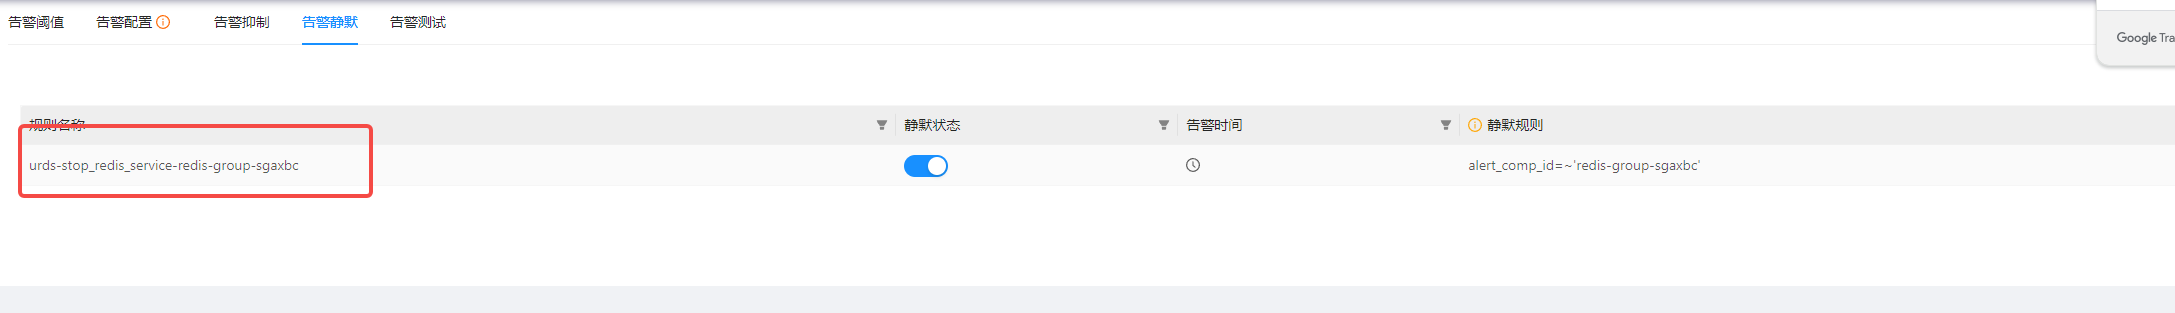 告警阈值 告警配置 告警抑制 告警静默 告警测试
Google Tra
规则名称 静默状态 告警时间 静默规则
urds-stop_redis_service-redis-group-sgaxbc alert_comp_id=~'redis-group-sgaxbc'